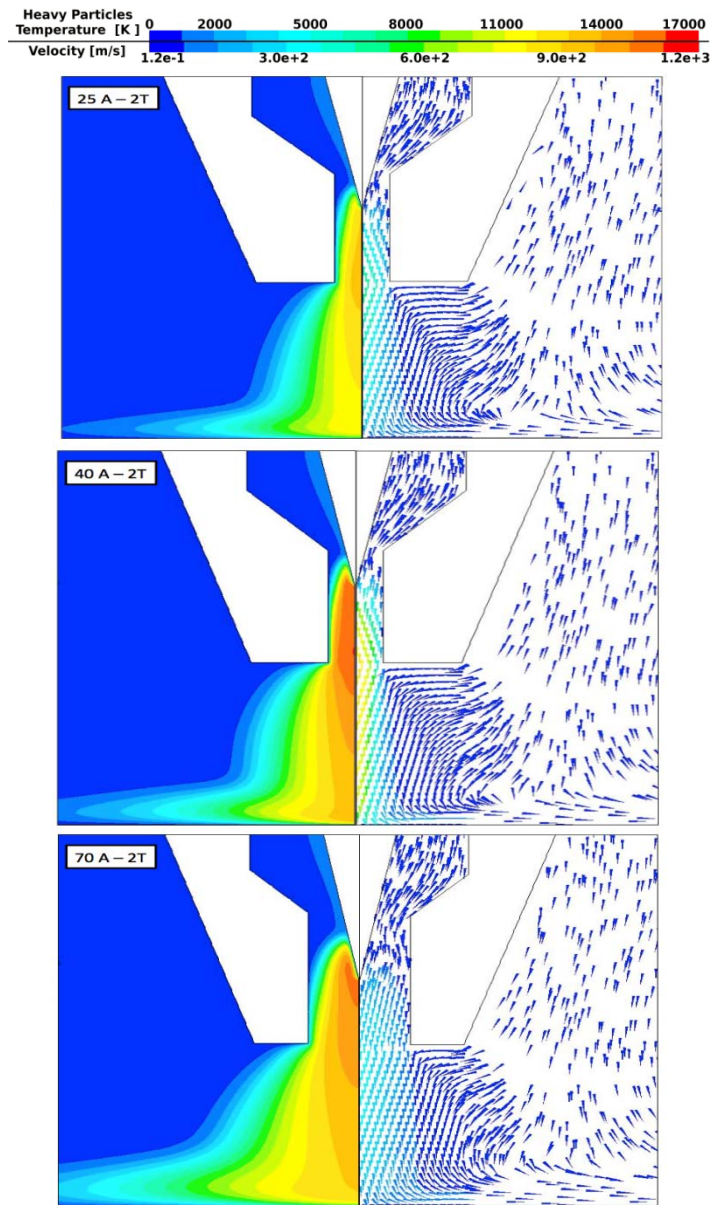 Heavy Particles
Temperature [K ] 0 2000 5000 8000 11000 14000 17000
Velocity [m/s] 1.2e-1 3.0e+2 6.0e+2 9.0e+2 1.2e+3
25 A – 2T
40 A – 2T
70 A – 2T